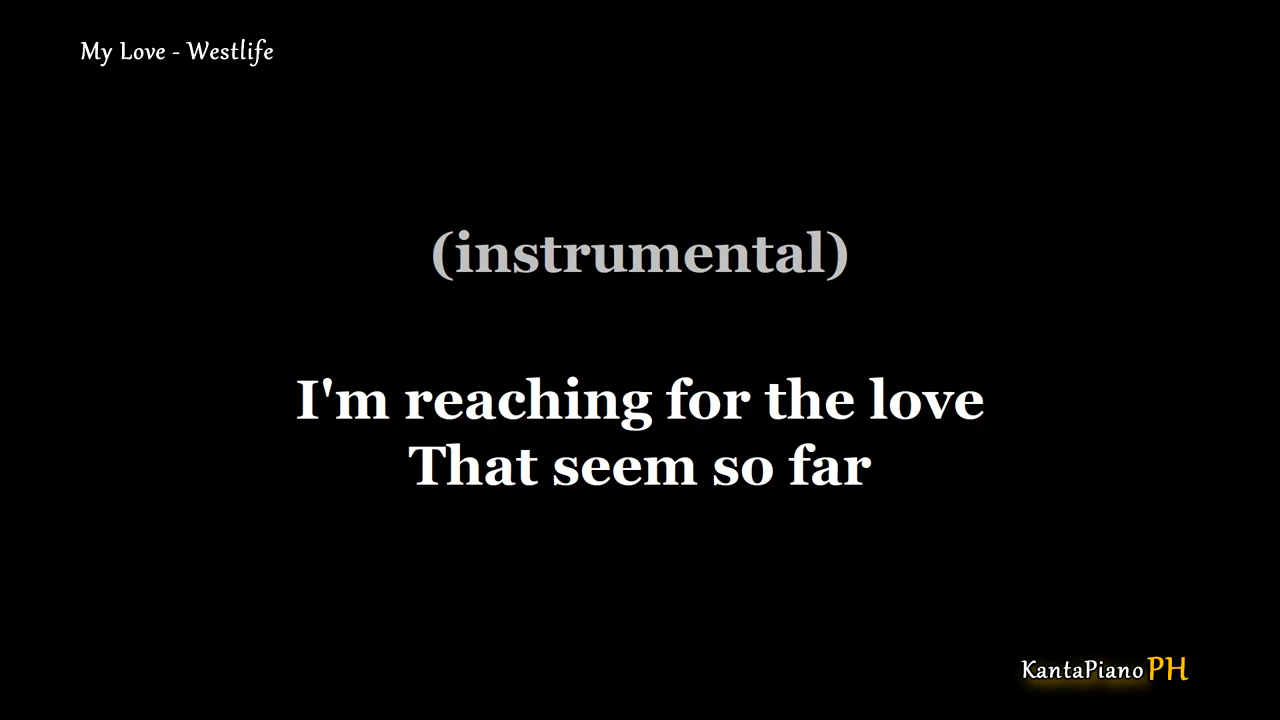 My Love - Westlife
(instrumental)
I'm reaching for the love
That seem so far
KantaPiano PH